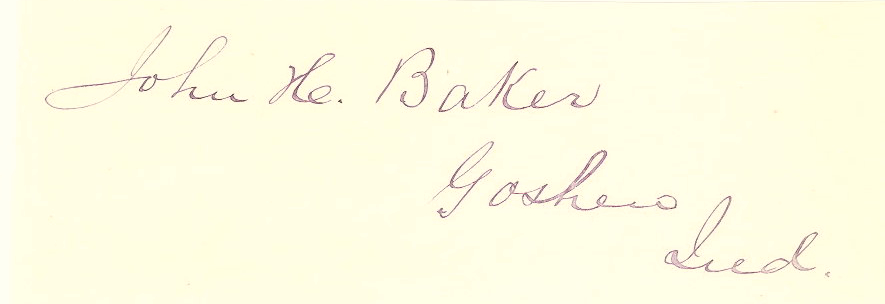 John H. Baker
Goshen
Ind.